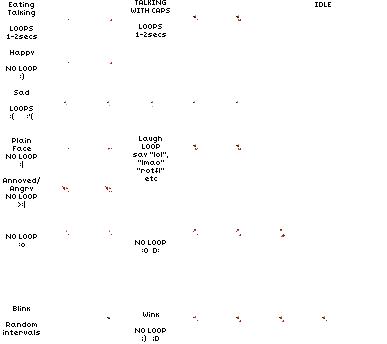 Eating
Talking
LOOPS
1-2secs
TALKING
WITH CAPS
LOOPS
1-2secs
IDLE
Happy
NO LOOP
:)
Sad
LOOPS
:( :'(
Plain
Face
NO LOOP
:|
Laugh
LOOP
say "lol",
"lmao"
"rotfl"
etc
Annoyed/
Angry
NO LOOP
>:|
NO LOOP
:o
NO LOOP
:O D:
Blink
Random
intervals
Wink
NO LOOP
;) ;D